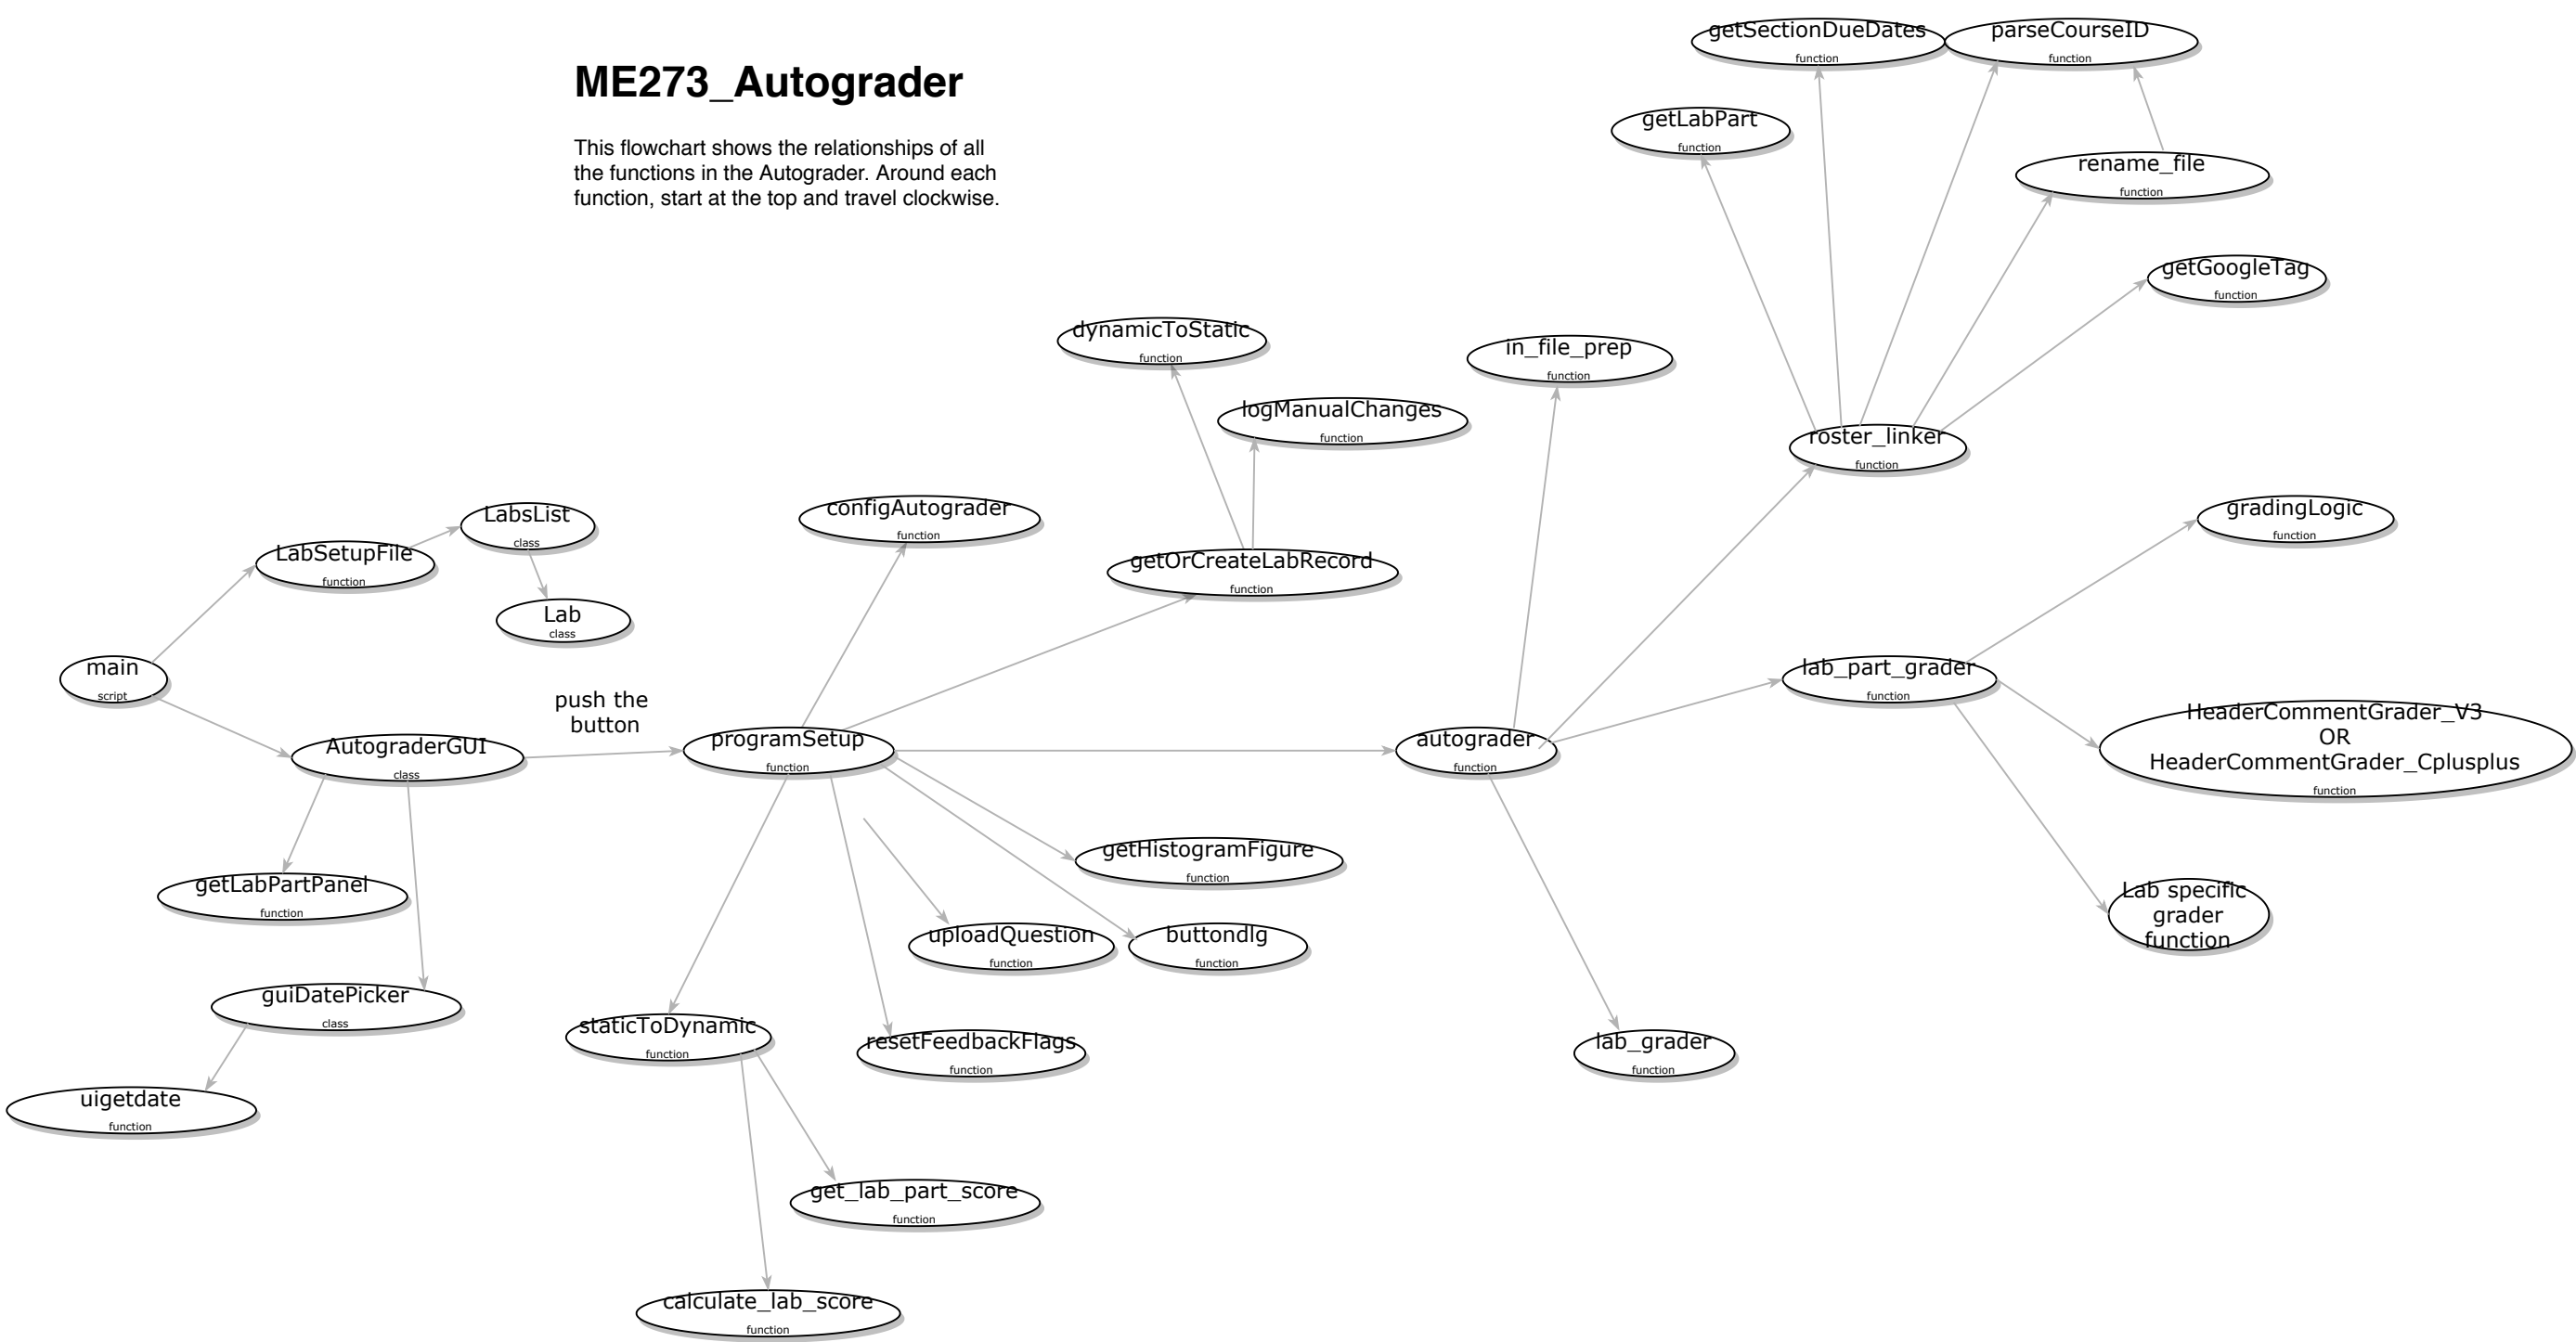 ME273_Autograder
This flowchart shows the relationships of all
the functions in the Autograder. Around each
function, start at the top and travel clockwise.
getSectionDueDates
function
parseCourseID
function
getLabPart
function
rename_file
function
getGoogleTag
function
dynamicToStatic
function
in_file_prep
function
logManualChanges
function
roster_linker
function
configAutograder
function
LabsList
class
gradingLogic
function
LabSetupFile
function
getOrCreateLabRecord
function
Lab
class
main
script
push the
button
lab_part_grader
function
AutograderGUI
class
programSetup
function
autograder
function
HeaderCommentGrader_V3
OR
HeaderCommentGrader_Cplusplus
function
getHistogramFigure
function
getLabPartPanel
function
uploadQuestion
function
buttondlg
function
Lab specific
grader
function
guiDatePicker
class
staticToDynamic
function
resetFeedbackFlags
function
lab_grader
function
uigetdate
function
get_lab_part_score
function
calculate_lab_score
function